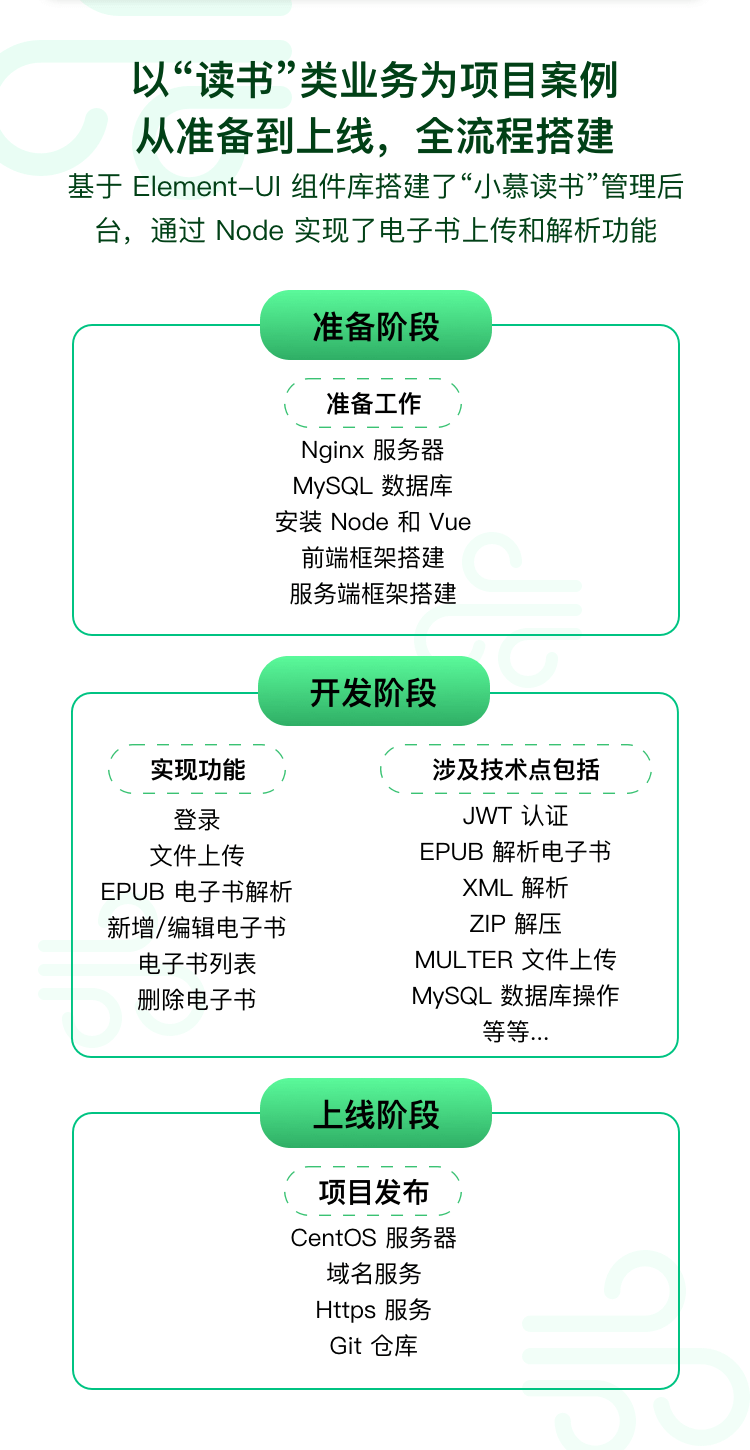 以“读书”类业务为项目案例
从准备到上线，全流程搭建
基于 Element-UI 组件库搭建了“小慕读书”管理后
台，通过 Node 实现了电子书上传和解析功能
准备阶段
准备工作
Nginx 服务器
MySQL 数据库
安装 Node 和 Vue
前端框架搭建
服务端框架搭建
开发阶段
实现功能
登录
文件上传
EPUB 电子书解析
新增/编辑电子书
电子书列表
删除电子书
涉及技术点包括
JWT 认证
EPUB 解析电子书
XML 解析
ZIP 解压
MULTER 文件上传
MySQL 数据库操作
等等...
上线阶段
项目发布
CentOS 服务器
域名服务
Https 服务
Git 仓库